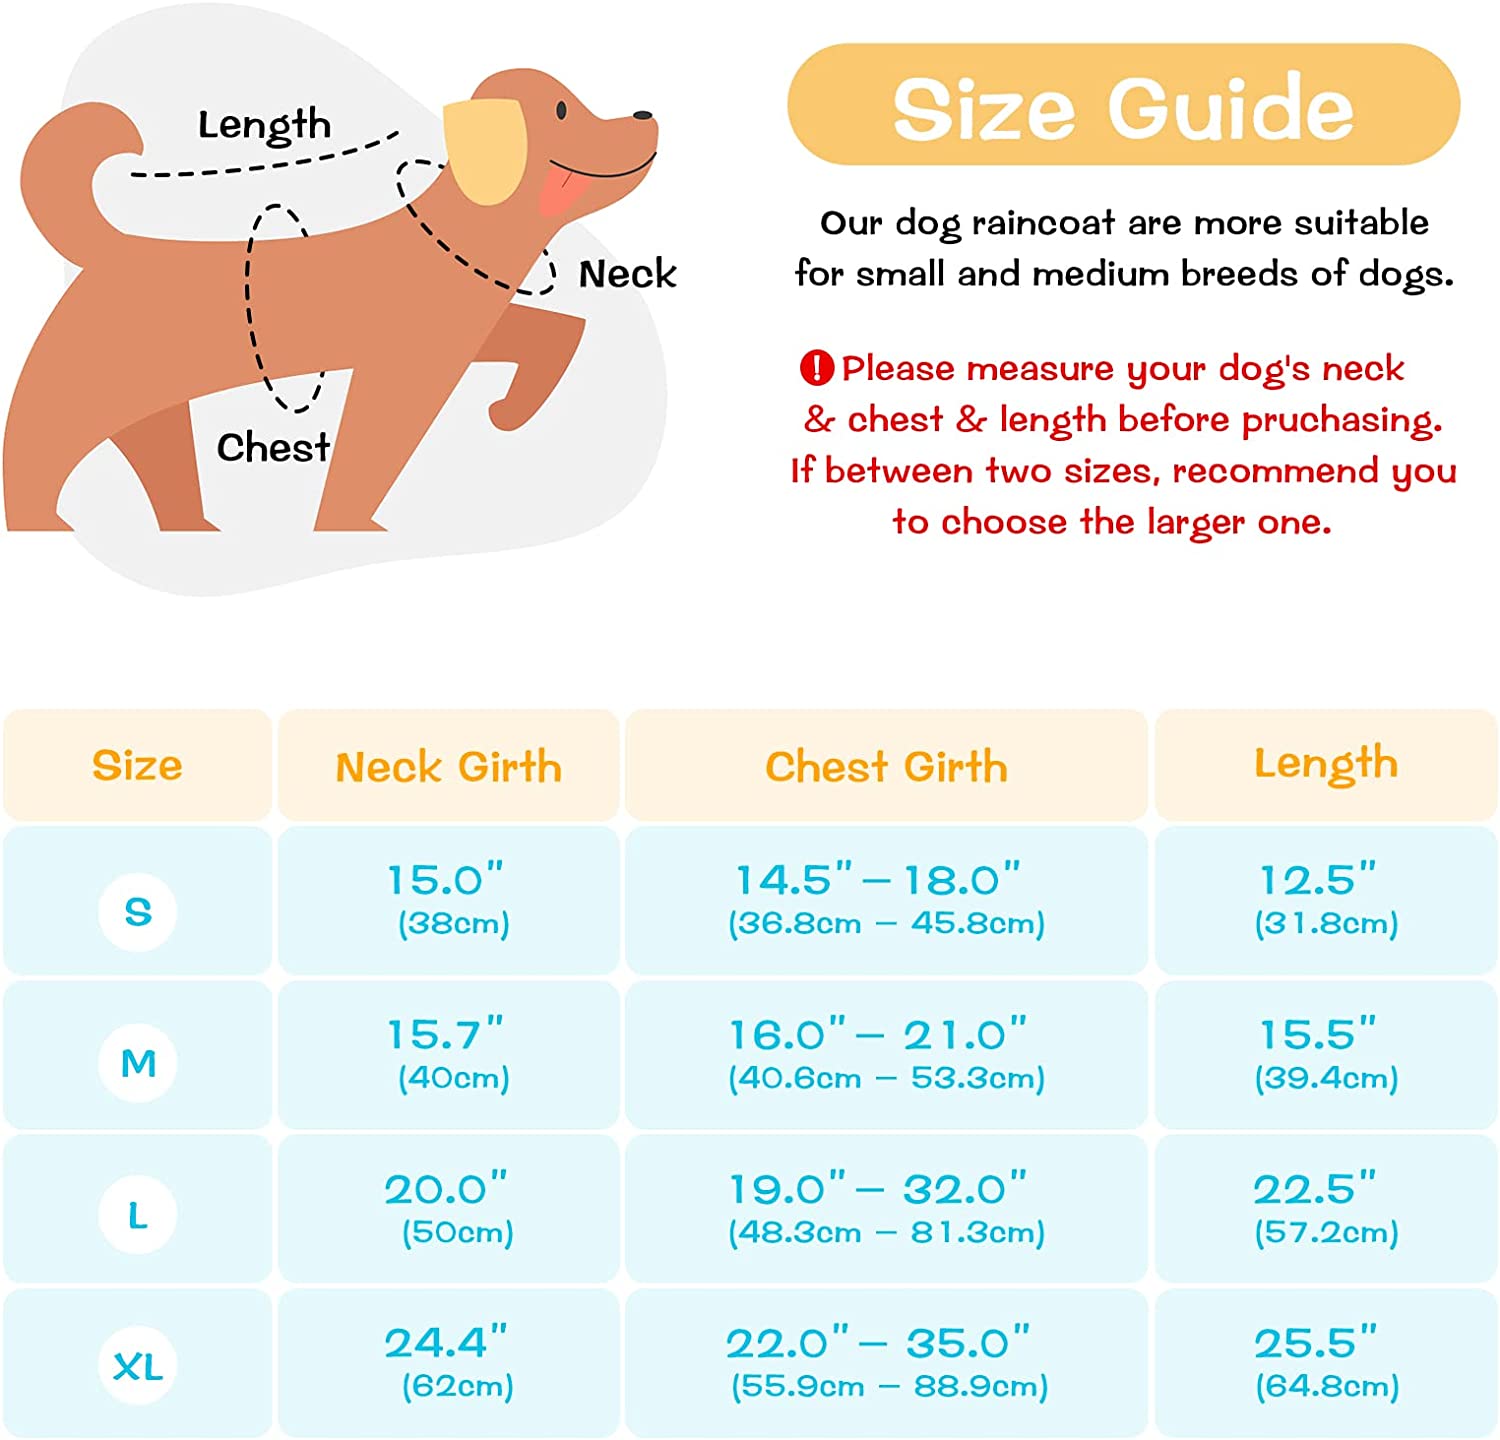 Length
Neck
Chest
Size Guide
Our dog raincoat are more suitable
for small and medium breeds of dogs.
! Please measure your dog's neck
& chest & length before pruchasing.
If between two sizes, recommend you
to choose the larger one.
Size Neck Girth Chest Girth Length
S 15.0" 14.5" – 18.0" 12.5"
(38cm) (36.8cm – 45.8cm) (31.8cm)
M 15.7" 16.0" – 21.0" 15.5"
(40cm) (40.6cm – 53.3cm) (39.4cm)
L 20.0" 19.0" – 32.0" 22.5"
(50cm) (48.3cm – 81.3cm) (57.2cm)
XL 24.4" 22.0" – 35.0" 25.5"
(62cm) (55.9cm – 88.9cm) (64.8cm)